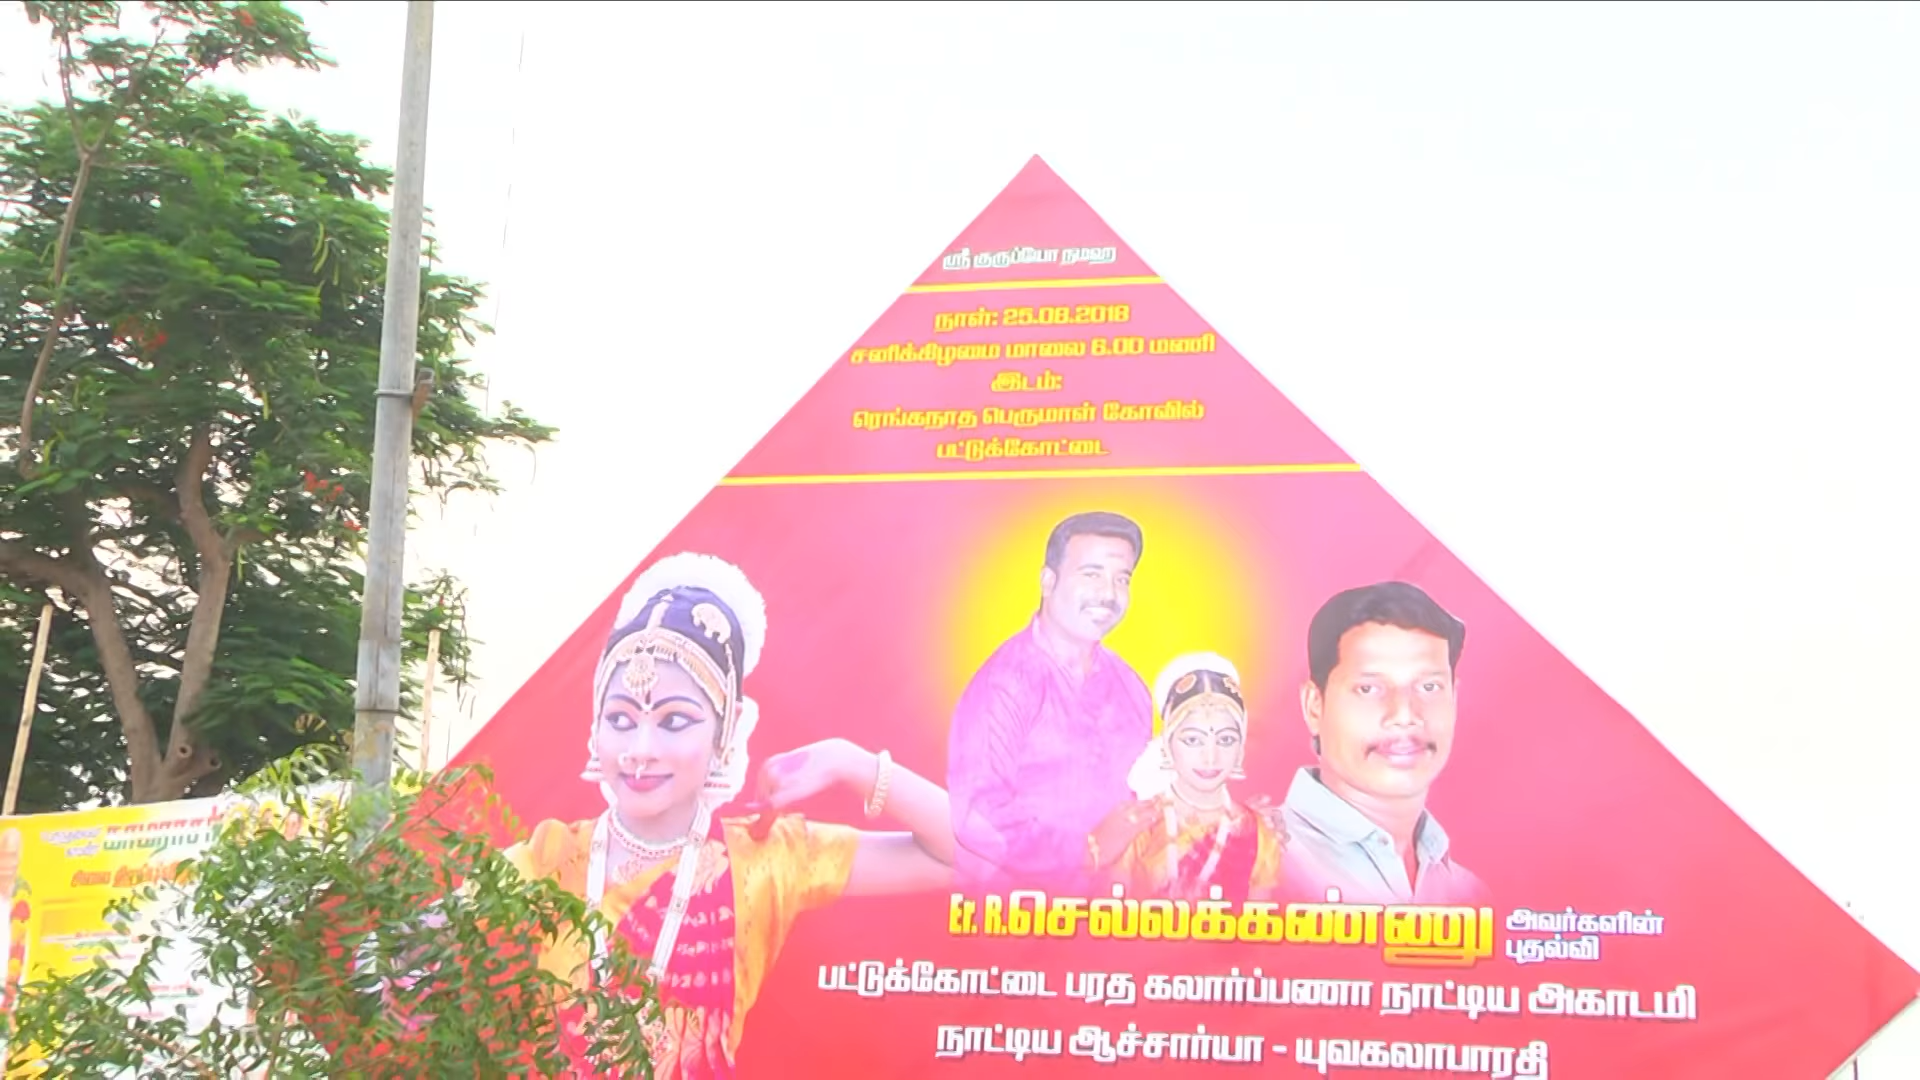 ஸ்ரீ குருப்யோ நமஹ
நாள்: 25.08.2018
சனிக்கிழமை மாலை 6.00 மணி
இடம்:
ரெங்கநாத பெருமாள் கோவில்
பட்டுக்கோட்டை
Er. R.செல்லக்கண்ணு அவர்களின் புதல்வி
பட்டுக்கோட்டை பரத கலார்ப்பணா நாட்டிய அகாடமி
நாட்டிய ஆச்சார்யா - யுவகலாபாரதி